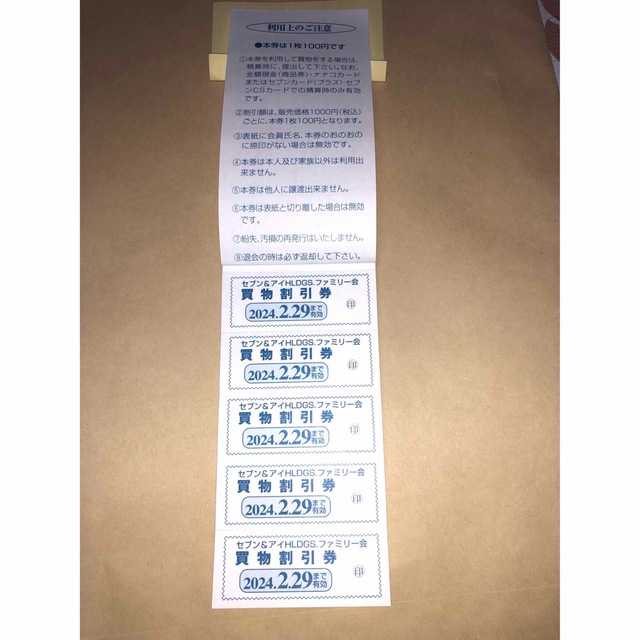 利用上のご注意
●本券は1枚100円です
①本券を利用して買物をする場合は、
精算時に、提出して下さい。なお、
全額現金(商品券)・ナナコカード
またはセブンカード(プラス)・セブ
ンCSカードでの精算時のみ有効
です。
②割引額は、販売価格1000円(税込)
ごとに、本券1枚100円となります。
③表紙に会員氏名、本券のおのおの
に捺印がない場合は無効です。
④本券は本人及び家族以外は利用出
来ません。
⑤本券は他人に譲渡出来ません。
⑥本券は表紙と切り離した場合は無効
です。
⑦紛失、汚損の再発行はいたしません。
⑧退会の時は必ず返却して下さい。
セブン&アイHLDGS.ファミリー会
買物割引券
2024.2.29まで有効
印
セブン&アイHLDGS.ファミリー会
買物割引券
2024.2.29まで有効
印
セブン&アイHLDGS.ファミリー会
買物割引券
2024.2.29まで有効
印
セブン&アイHLDGS.ファミリー会
買物割引券
2024.2.29まで有効
印
セブン&アイHLDGS.ファミリー会
買物割引券
2024.2.29まで有効
印